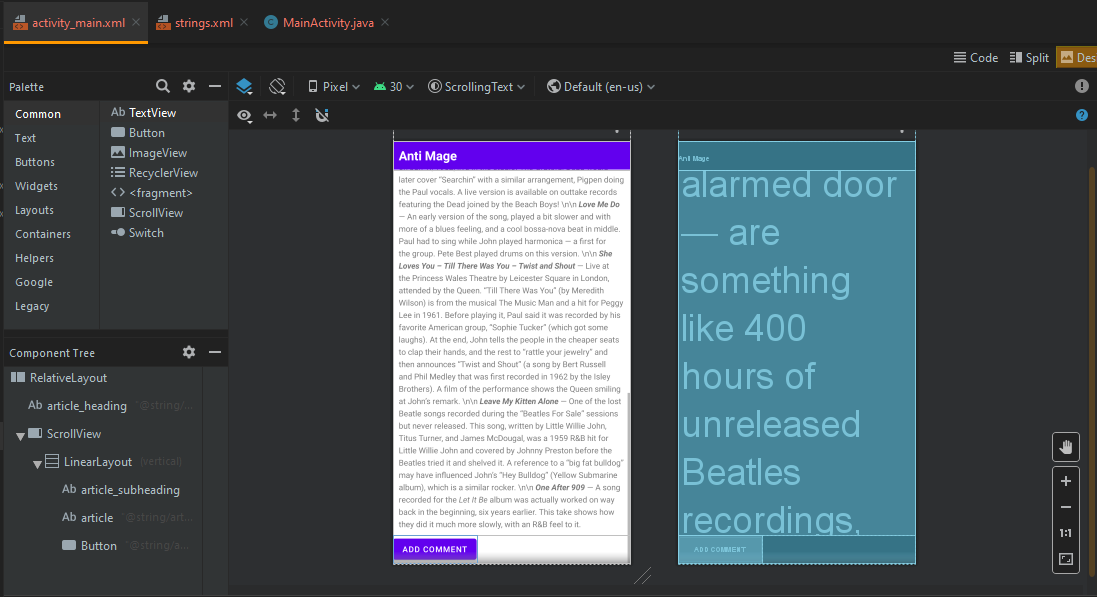 activity_main.xml
strings.xml
MainActivity.java
Code
Split
Des
Palette
Pixel
30
ScrollingText
Default (en-us)
Common
Text
Buttons
Widgets
Layouts
Containers
Helpers
Google
Legacy
Ab TextView
Button
ImageView
RecyclerView
<fragment>
ScrollView
Switch
Component Tree
RelativeLayout
Ab article_heading "@string/...
ScrollView
LinearLayout (vertical)
Ab article_subheading
Ab article "@string/art...
Button "@string/a...
Anti Mage
later cover “Searchin” with a similar arrangement, Pigpen doing
the Paul vocals. A live version is available on outtake records
featuring the Dead joined by the Beach Boys! \n\n Love Me Do
— An early version of the song, played a bit slower and with
more of a blues feeling, and a cool bossa-nova beat in middle.
Paul had to sing while John played harmonica — a first for
the group. Pete Best played drums on this version. \n\n She
Loves You – Till There Was You – Twist and Shout — Live at
the Princess Wales Theatre by Leicester Square in London,
attended by the Queen. “Till There Was You” (by Meredith
Wilson) is from the musical The Music Man and a hit for Peggy
Lee in 1961. Before playing it, Paul said it was recorded by his
favorite American group, “Sophie Tucker” (which got some
laughs). At the end, John tells the people in the cheaper seats
to clap their hands, and the rest to “rattle your jewelry” and
then announces “Twist and Shout” (a song by Bert Russell
and Phil Medley that was first recorded in 1962 by the Isley
Brothers). A film of the performance shows the Queen smiling
at John’s remark. \n\n Leave My Kitten Alone — One of the lost
Beatle songs recorded during the “Beatles For Sale” sessions
but never released. This song, written by Little Willie John,
Titus Turner, and James McDougal, was a 1959 R&B hit for
Little Willie John and covered by Johnny Preston before the
Beatles tried it and shelved it. A reference to a “big fat bulldog”
may have influenced John’s “Hey Bulldog” (Yellow Submarine
album), which is a similar rocker. \n\n One After 909 — A song
recorded for the Let It Be album was actually worked on way
back in the beginning, six years earlier. This take shows how
they did it much more slowly, with an R&B feel to it.
ADD COMMENT
Anti Mage
alarmed door
— are
something
like 400
hours of
unreleased
Beatles
recordings,
ADD COMMENT
1:1